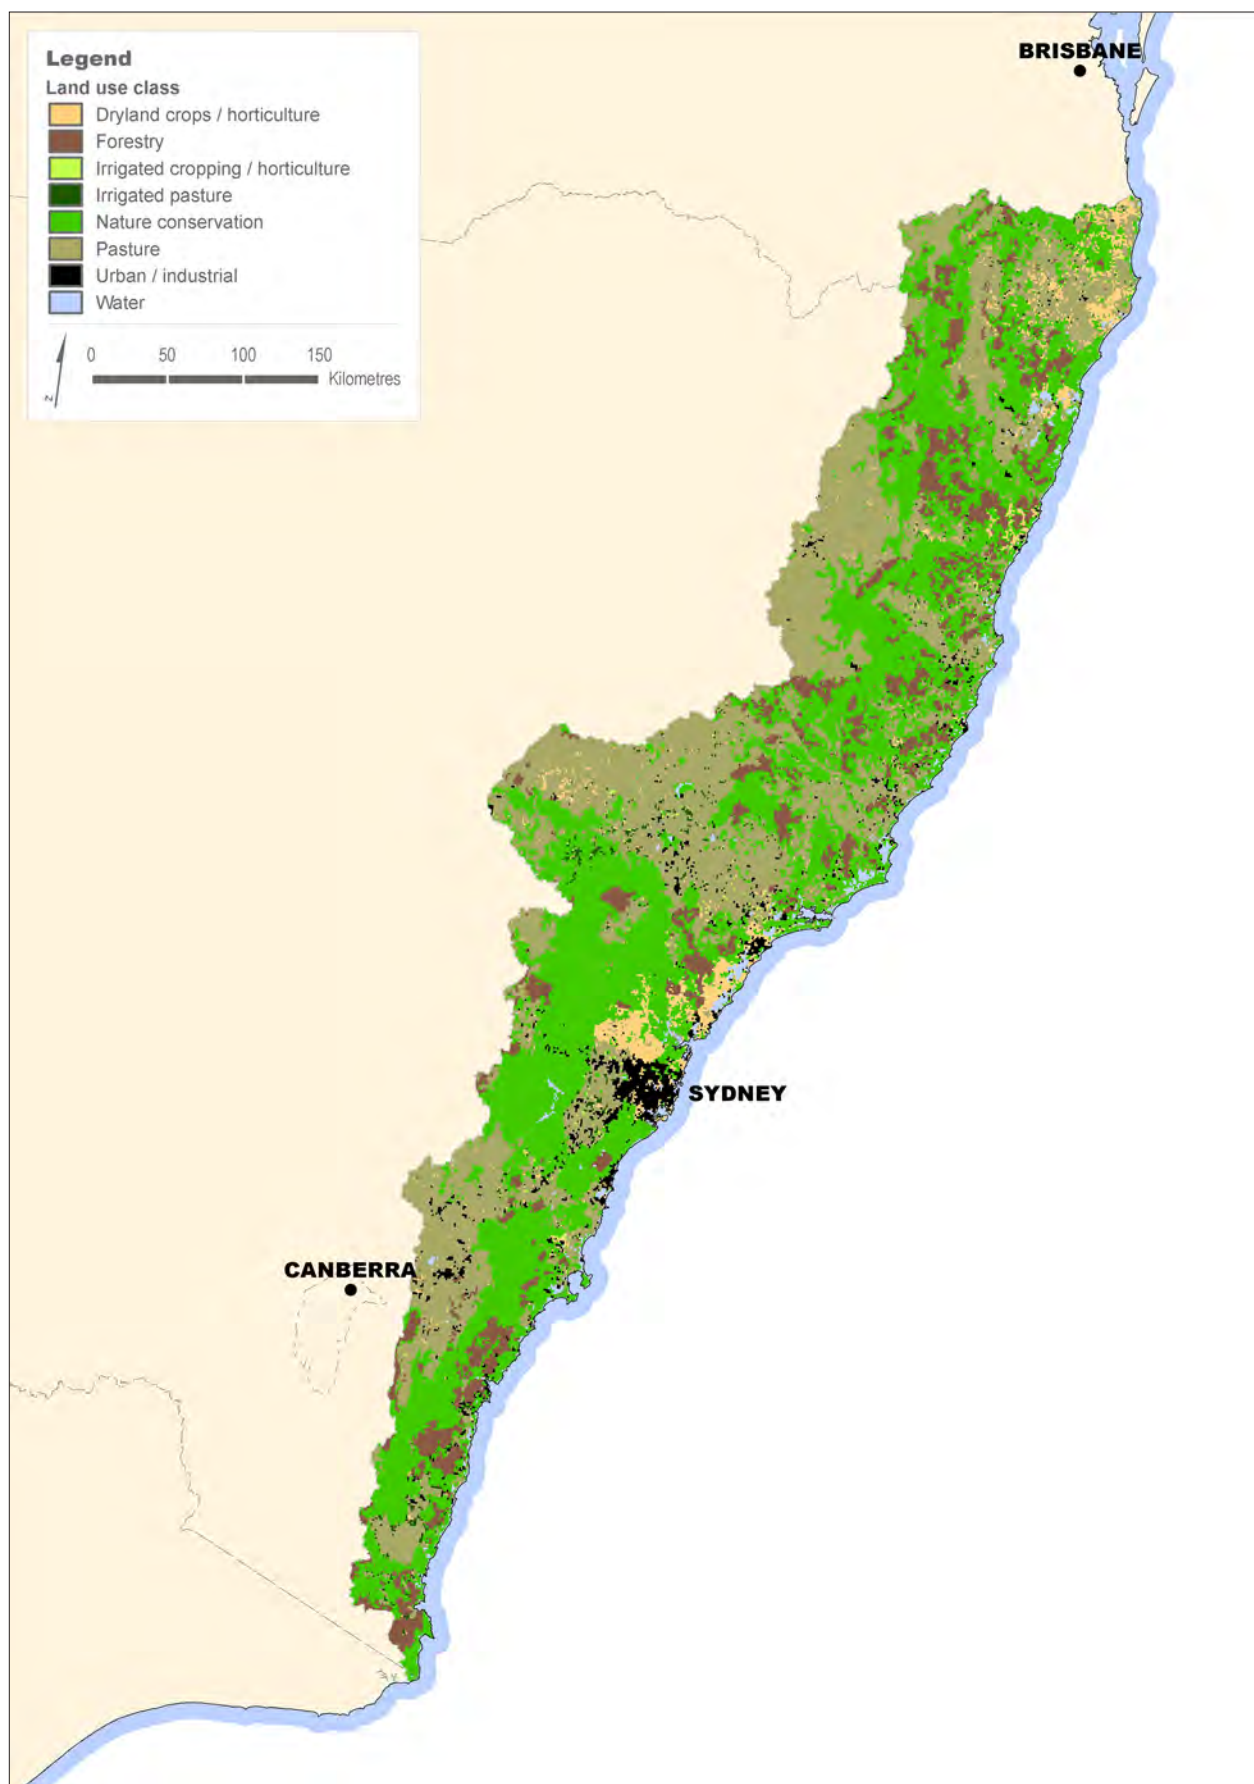 BRISBANE
Legend
Land use class
Dryland crops / horticulture
Forestry
Irrigated cropping / horticulture
Irrigated pasture
Nature conservation
Pasture
Urban / industrial
Water
0 50 100 150
Kilometres
N
SYDNEY
CANBERRA